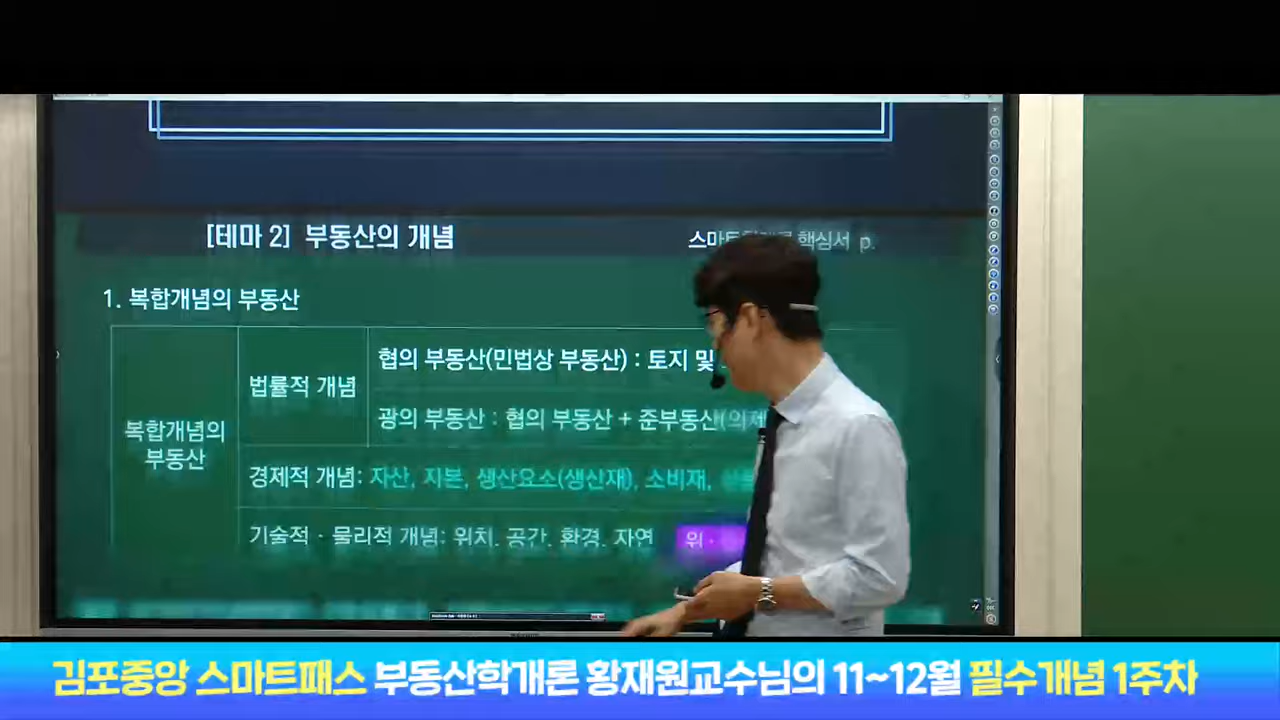 [테마 2] 부동산의 개념
핵심서 p.
1. 복합개념의 부동산
복합개념의
부동산
법률적 개념
협의 부동산(민법상 부동산) : 토지 및
광의 부동산 : 협의 부동산 + 준부동산(의제
경제적 개념: 자산, 지본, 생산요소(생산재), 소비재,
기술적 · 물리적 개념: 위치, 공간, 환경, 자연
위 ·
김포중앙 스마트패스 부동산학개론 황재원교수님의 11~12월 필수개념 1주차